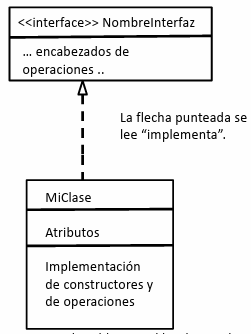 <<interface>> NombreInterfaz
... encabezados de
operaciones ..
La flecha punteada se
lee “implementa”.
MiClase
Atributos
Implementación
de constructores y
de operaciones